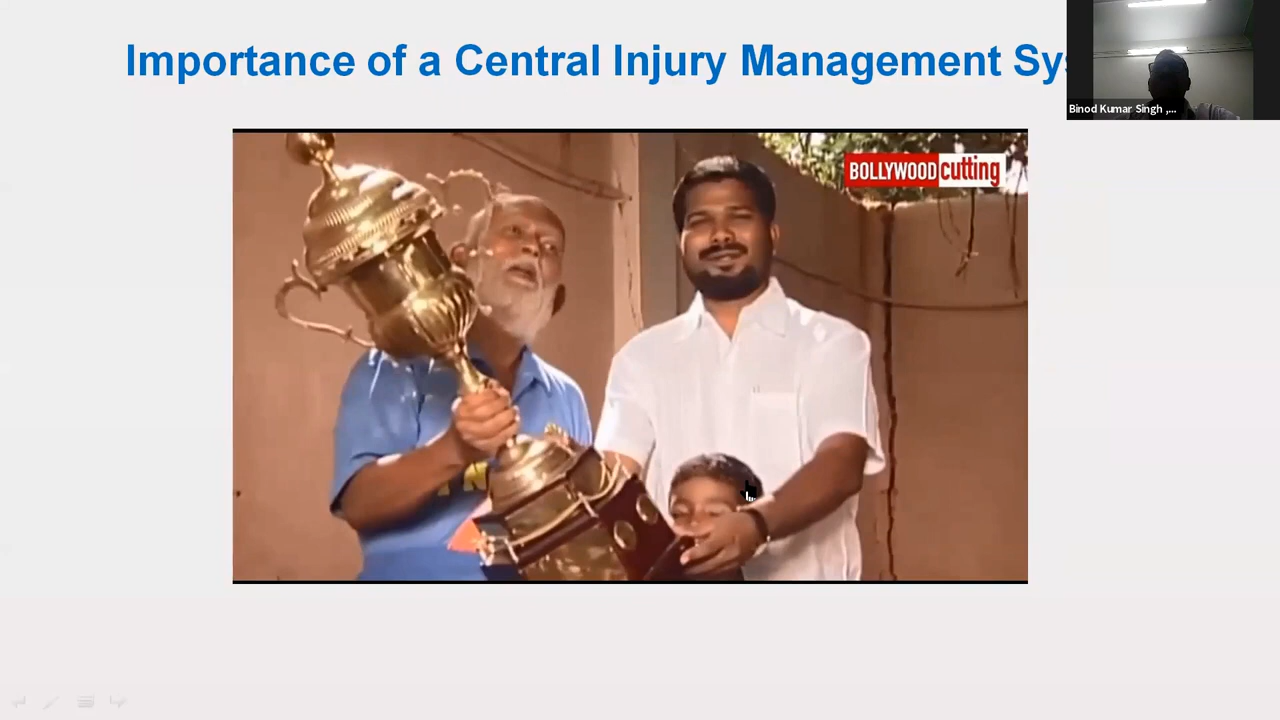 Importance of a Central Injury Management Sys
BOLLYWOOD cutting
Binod Kumar Singh ,...